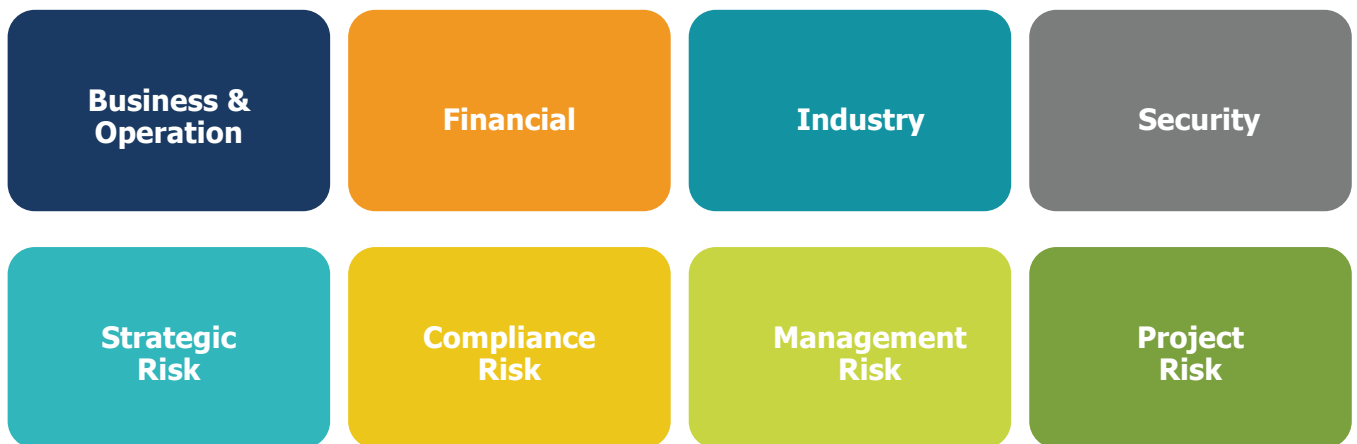 Business &
Operation
Financial
Industry
Security
Strategic
Risk
Compliance
Risk
Management
Risk
Project
Risk